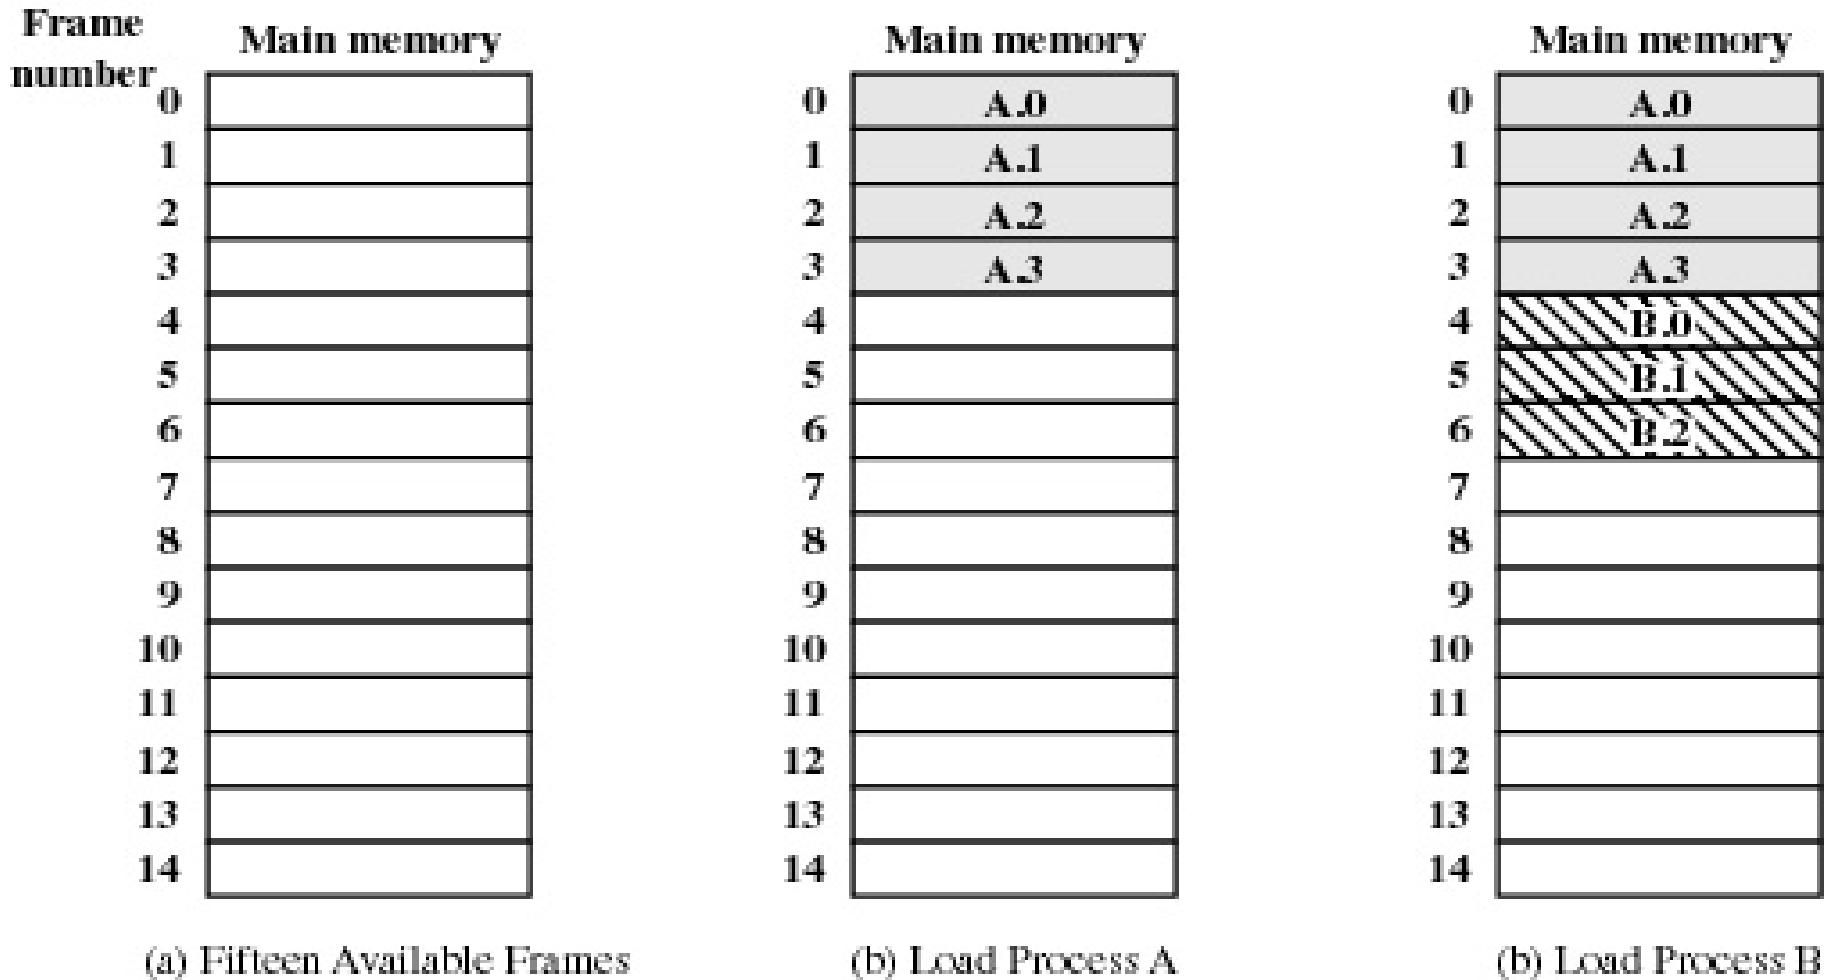 Frame
number
Main memory
0
1
2
3
4
5
6
7
8
9
10
11
12
13
14
(a) Fifteen Available Frames
Main memory
0 A.0
1 A.1
2 A.2
3 A.3
4
5
6
7
8
9
10
11
12
13
14
(b) Load Process A
Main memory
0 A.0
1 A.1
2 A.2
3 A.3
4 B.0
5 B.1
6 B.2
7
8
9
10
11
12
13
14
(b) Load Process B